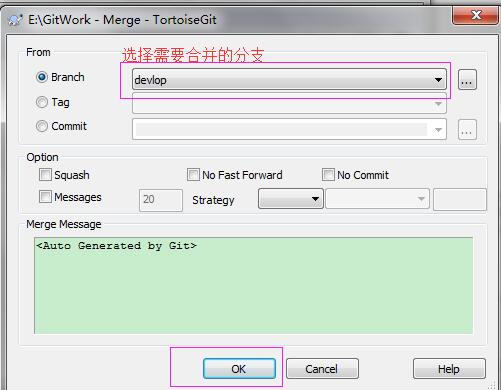 E:\GitWork - Merge - TortoiseGit
From
选择需要合并的分支
Branch
devlop
...
Tag
Commit
...
Option
Squash
No Fast Forward
No Commit
Messages
20
Strategy
Merge Message
<Auto Generated by Git>
OK
Cancel
Help